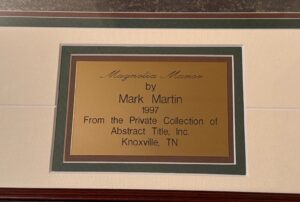 Magnolia Manor
by
Mark Martin
1997
From the Private Collection of
Abstract Title, Inc.
Knoxville, TN